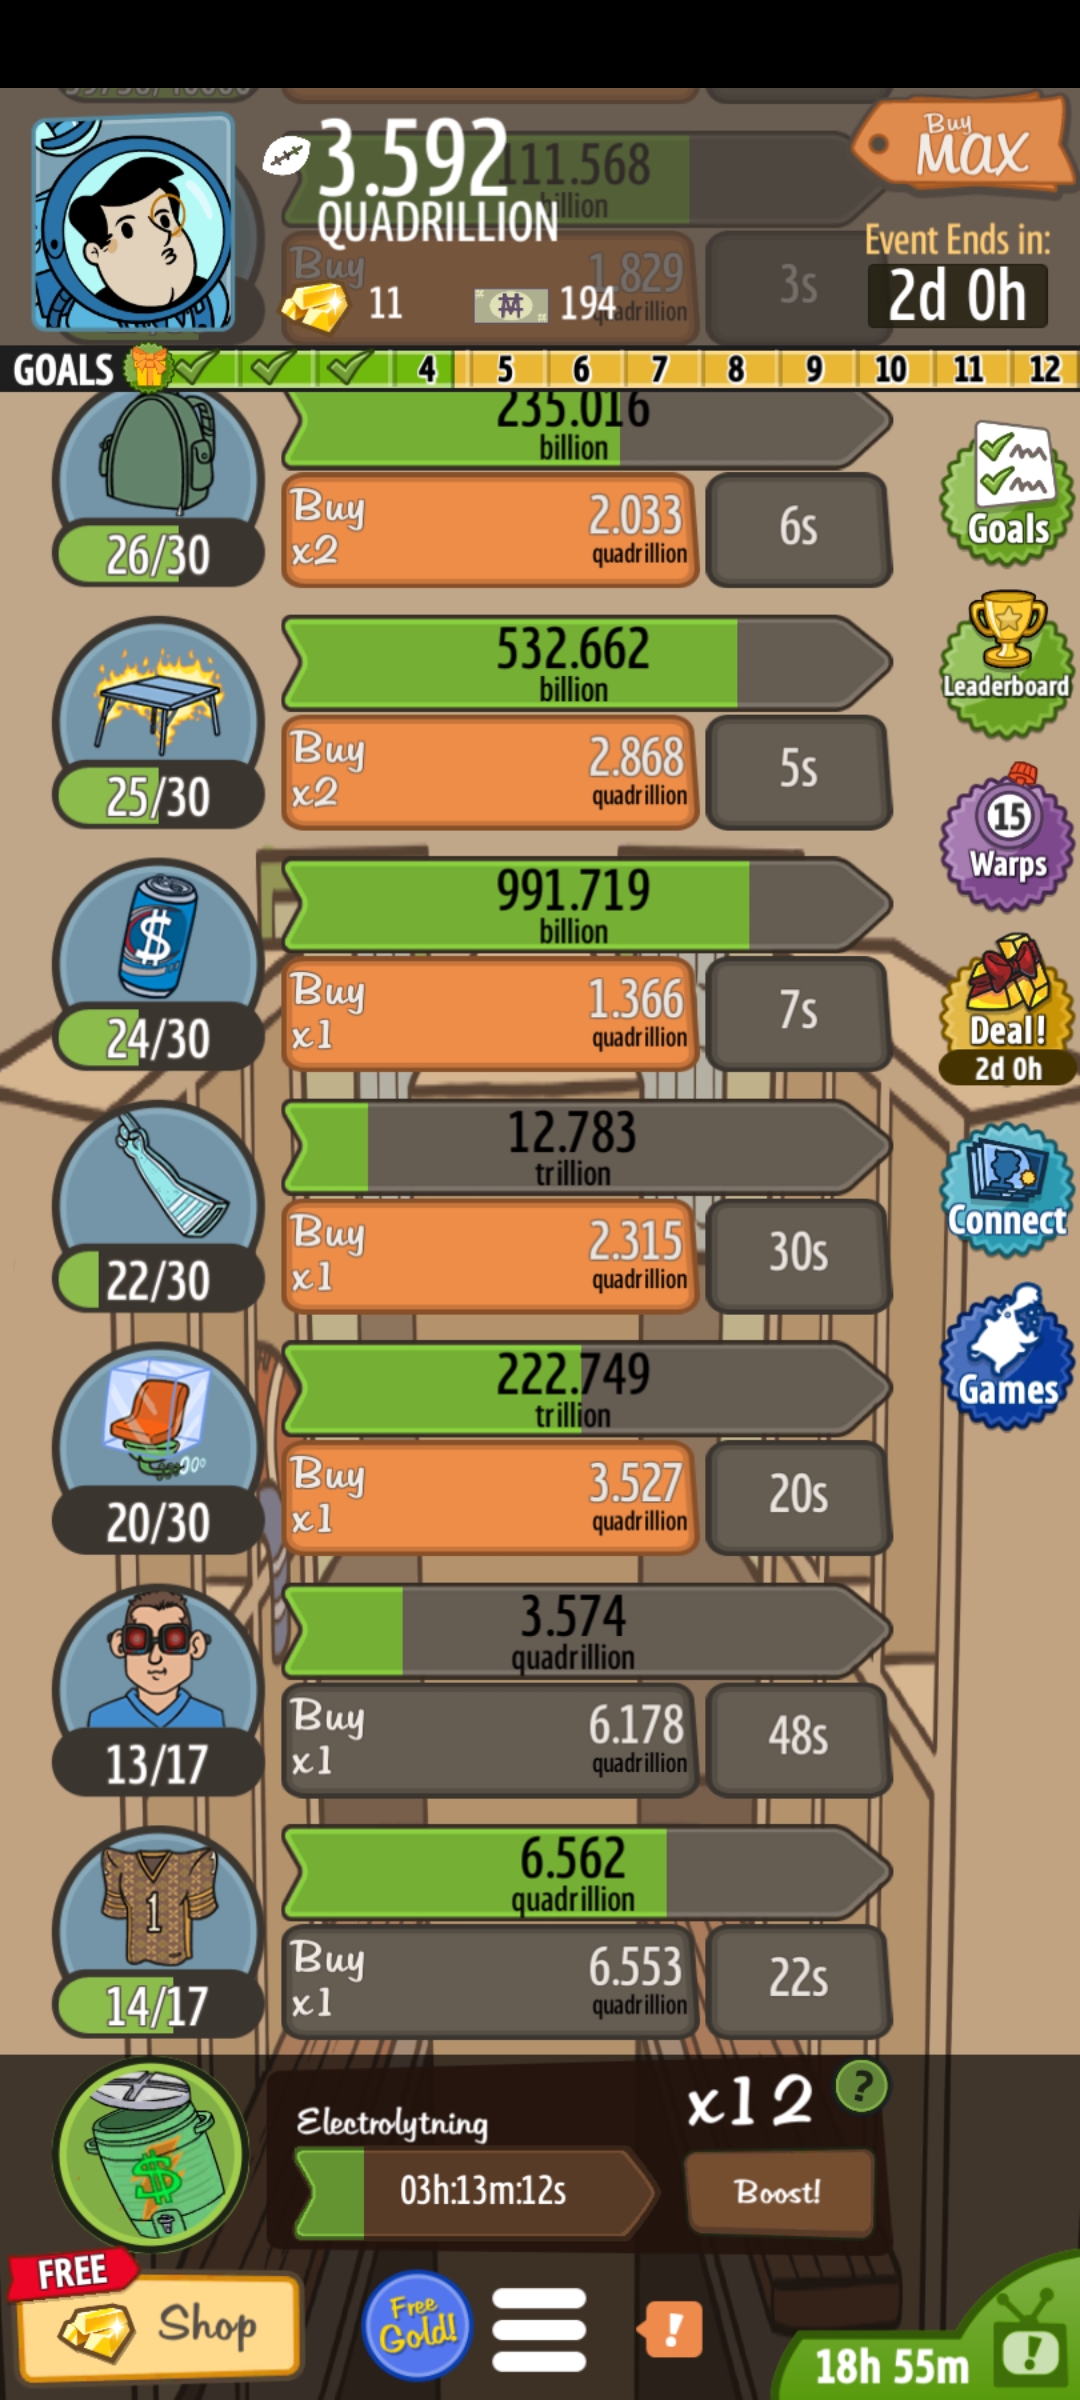 3.592
QUADRILLION
111.568
billion
Buy
MAX
Event Ends in:
2d 0h
Buy
1.829
quadrillion
3s
11
194
GOALS 4 5 6 7 8 9 10 11 12
235.016
billion
Buy
x2
2.033
quadrillion
6s
26/30
Goals
532.662
billion
Buy
x2
2.868
quadrillion
5s
25/30
Leaderboard
15
Warps
991.719
billion
$
Buy
x1
1.366
quadrillion
7s
24/30
Deal!
2d 0h
12.783
trillion
Buy
x1
2.315
quadrillion
30s
22/30
Connect
222.749
trillion
Buy
x1
3.527
quadrillion
20s
20/30
Games
3.574
quadrillion
Buy
x1
6.178
quadrillion
48s
13/17
6.562
quadrillion
1
Buy
x1
6.553
quadrillion
22s
14/17
$
Electrolytning
x12
?
03h:13m:12s
Boost!
FREE
Shop
Free
Gold!
!
18h 55m
!